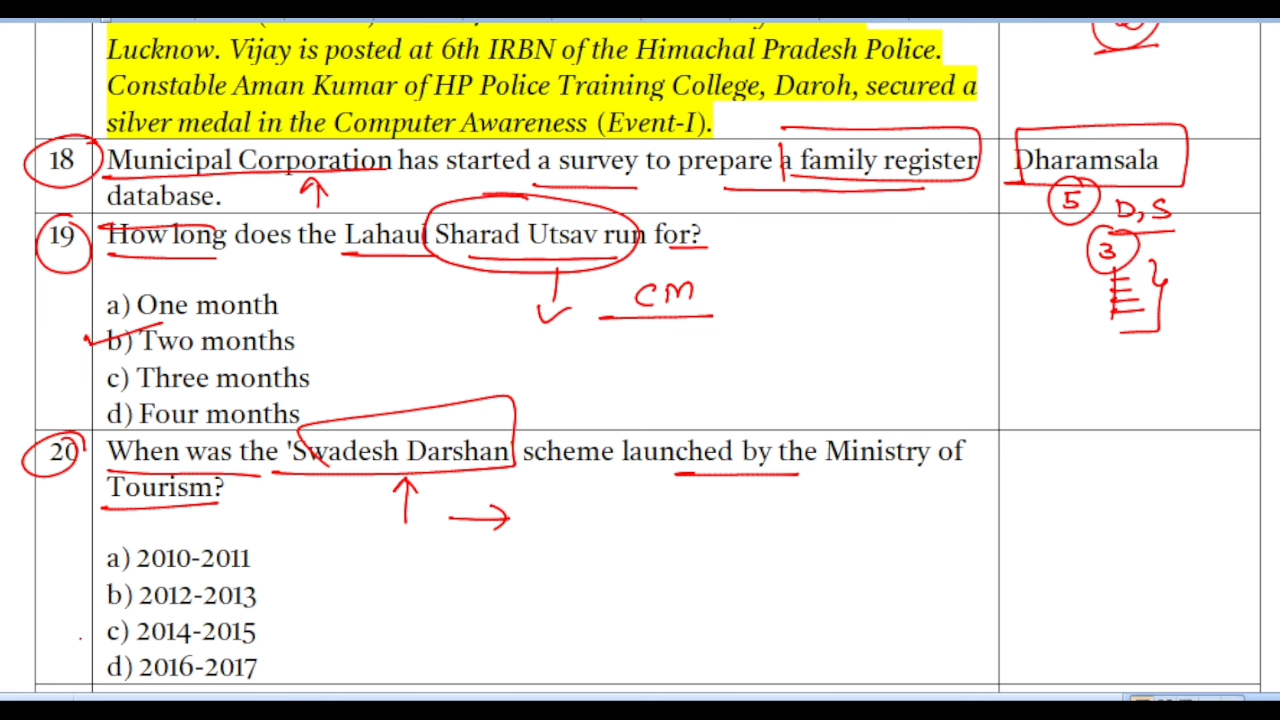 Lucknow. Vijay is posted at 6th IRBN of the Himachal Pradesh Police.
Constable Aman Kumar of HP Police Training College, Daroh, secured a
silver medal in the Computer Awareness (Event-I).
18 Municipal Corporation has started a survey to prepare a family register Dharamsala
database.
5 D, S
19 How long does the Lahaul Sharad Utsav run for?
3
CM
a) One month
b) Two months
c) Three months
d) Four months
20 When was the 'Swadesh Darshan' scheme launched by the Ministry of
Tourism?
a) 2010-2011
b) 2012-2013
c) 2014-2015
d) 2016-2017